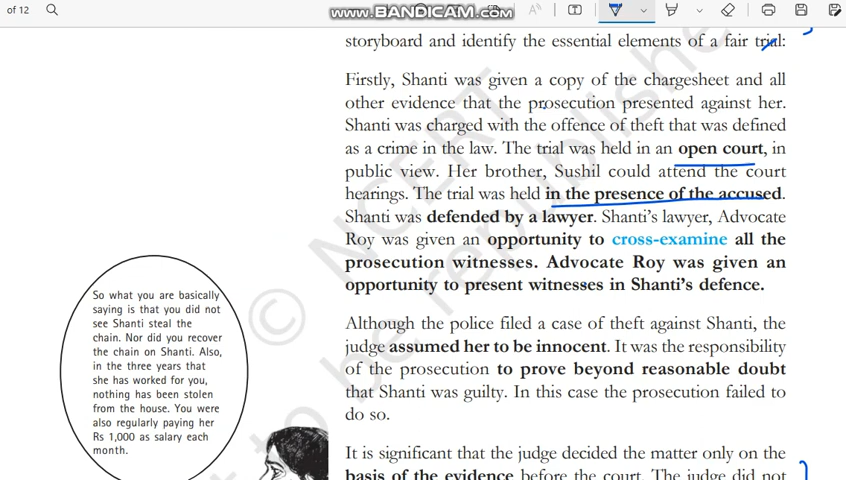 www.BANDICAM.com
of 12
storyboard and identify the essential elements of a fair trial:
Firstly, Shanti was given a copy of the chargesheet and all
other evidence that the prosecution presented against her.
Shanti was charged with the offence of theft that was defined
as a crime in the law. The trial was held in an open court, in
public view. Her brother, Sushil could attend the court
hearings. The trial was held in the presence of the accused.
Shanti was defended by a lawyer. Shanti's lawyer, Advocate
Roy was given an opportunity to cross-examine all the
prosecution witnesses. Advocate Roy was given an
opportunity to present witnesses in Shanti's defence.
Although the police filed a case of theft against Shanti, the
judge assumed her to be innocent. It was the responsibility
of the prosecution to prove beyond reasonable doubt
that Shanti was guilty. In this case the prosecution failed to
do so.
It is significant that the judge decided the matter only on the
basis of the evidence before the court. The judge did not
So what you are basically
saying is that you did not
see Shanti steal the
chain. Nor did you recover
the chain on Shanti. Also,
in the three years that
she has worked for you,
nothing has been stolen
from the house. You were
also regularly paying her
Rs 1,000 as salary each
month.
© NCERT
not to be republished